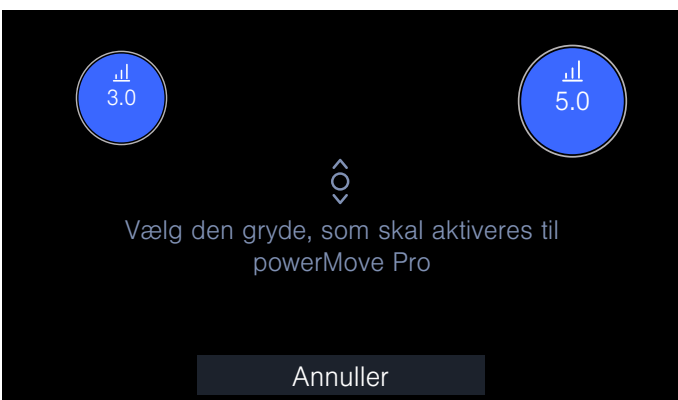 3.0
5.0
Vælg den gryde, som skal aktiveres til
powerMove Pro
Annuller